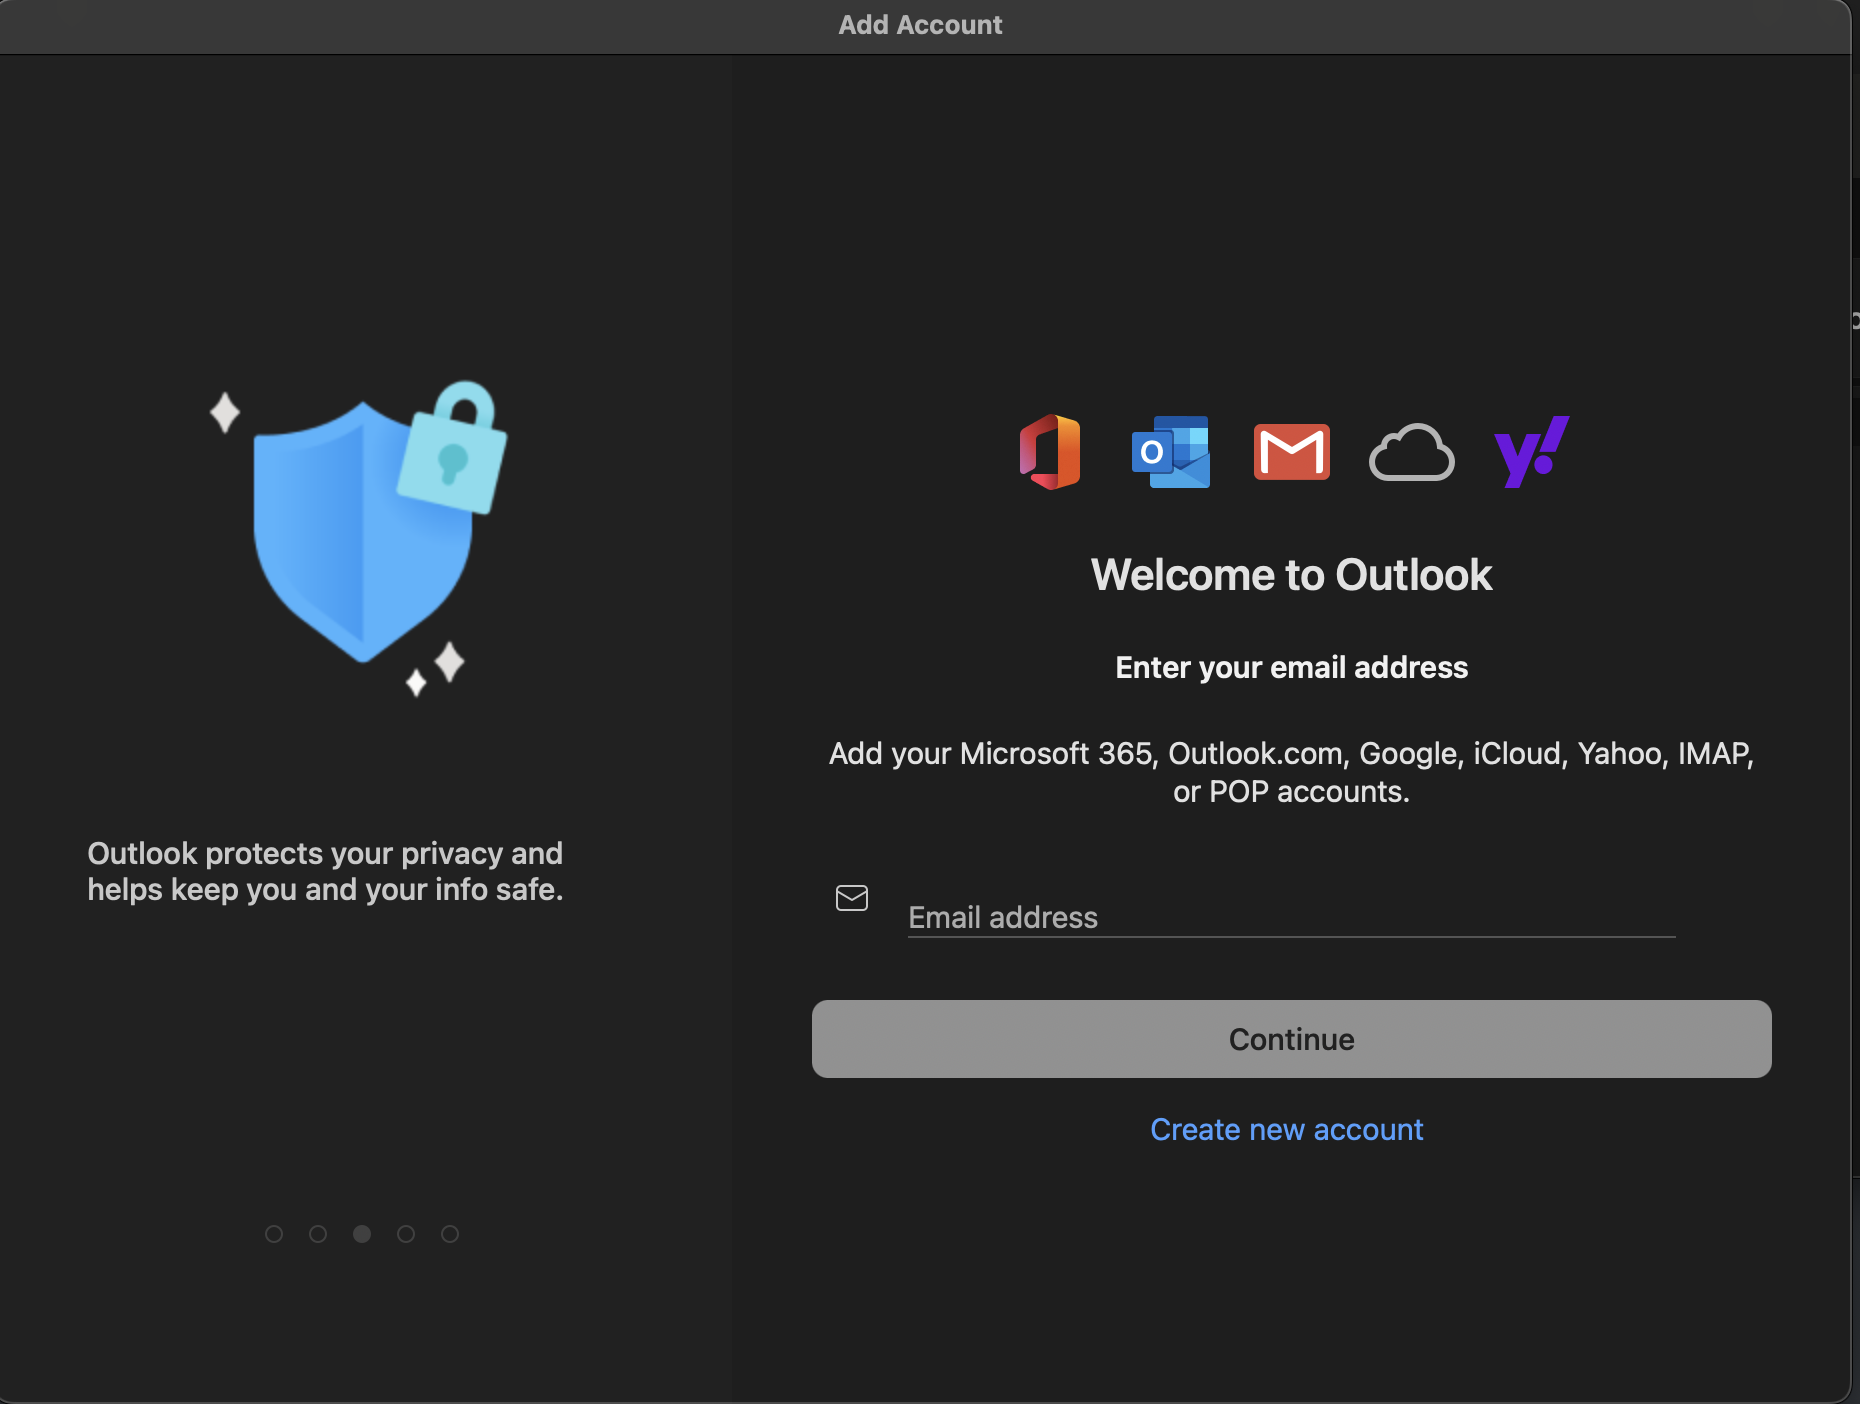 Add Account
Outlook protects your privacy and
helps keep you and your info safe.
Welcome to Outlook
Enter your email address
Add your Microsoft 365, Outlook.com, Google, iCloud, Yahoo, IMAP,
or POP accounts.
Email address
Continue
Create new account